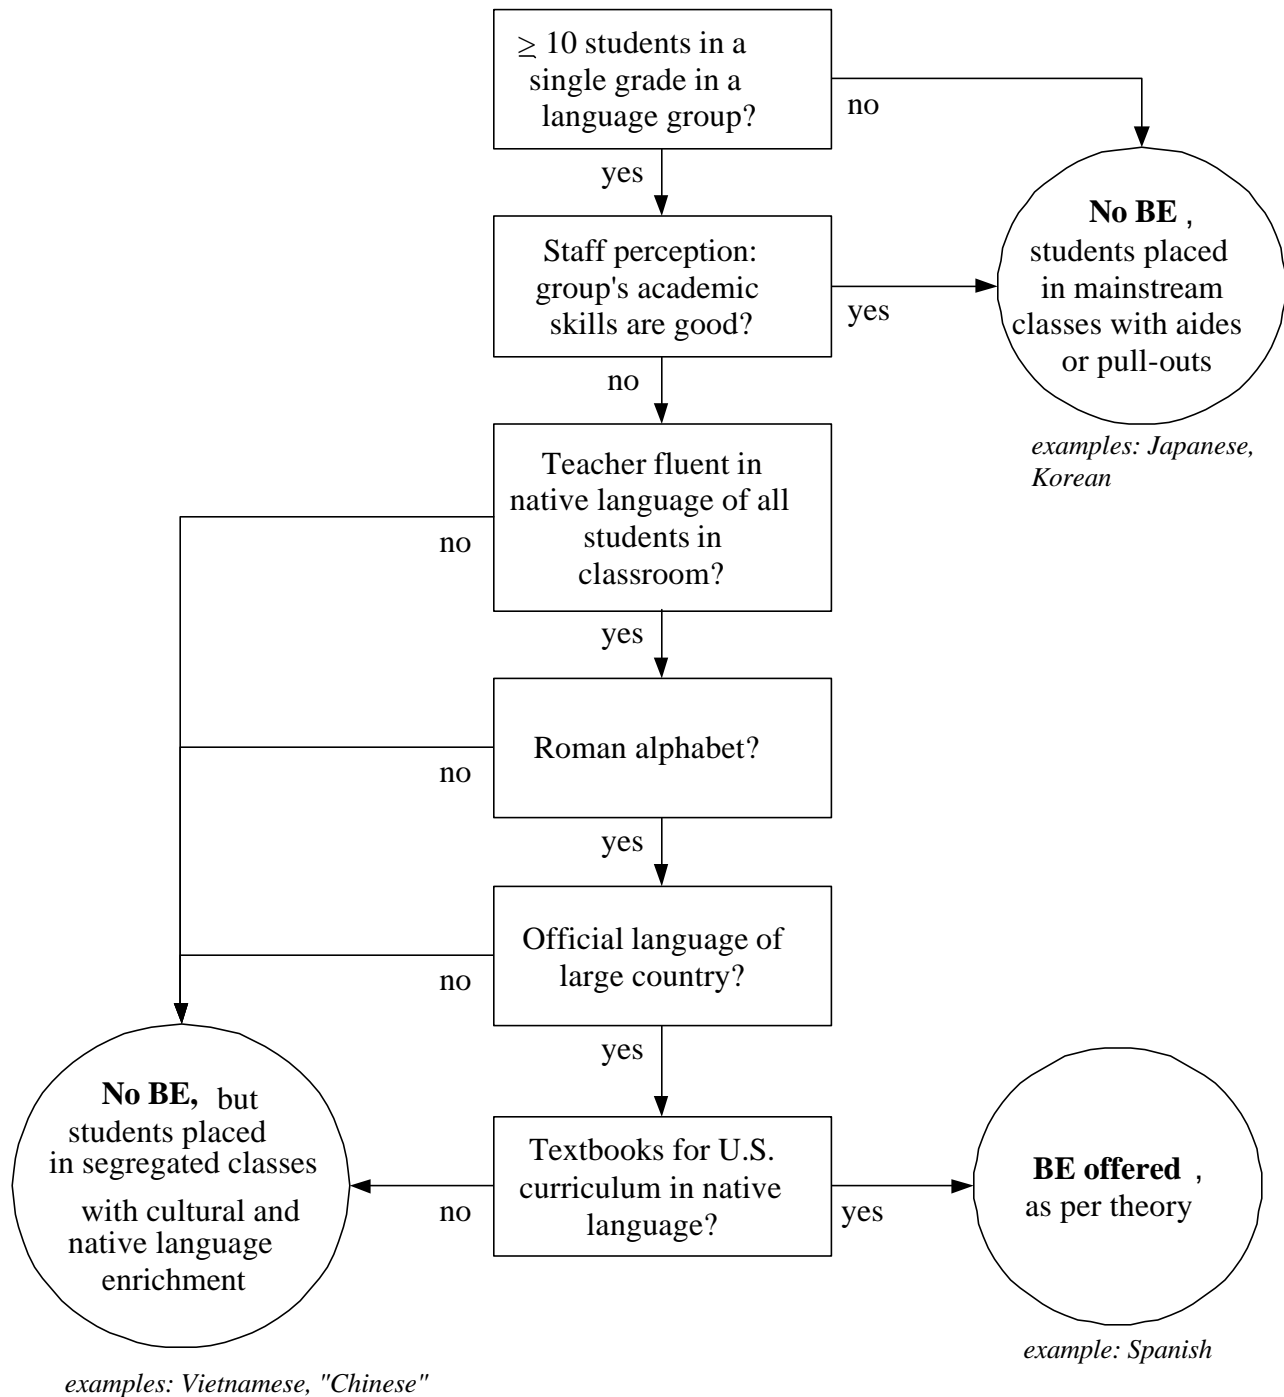 ≥ 10 students in a
single grade in a
language group?
no
yes
No BE ,
students placed
in mainstream
classes with aides
or pull-outs
examples: Japanese,
Korean
Staff perception:
group's academic
skills are good?
yes
no
Teacher fluent in
native language of all
students in
classroom?
no
yes
Roman alphabet?
no
yes
Official language of
large country?
no
yes
Textbooks for U.S.
curriculum in native
language?
no
yes
No BE, but
students placed
in segregated classes
with cultural and
native language
enrichment
examples: Vietnamese, "Chinese"
BE offered ,
as per theory
example: Spanish